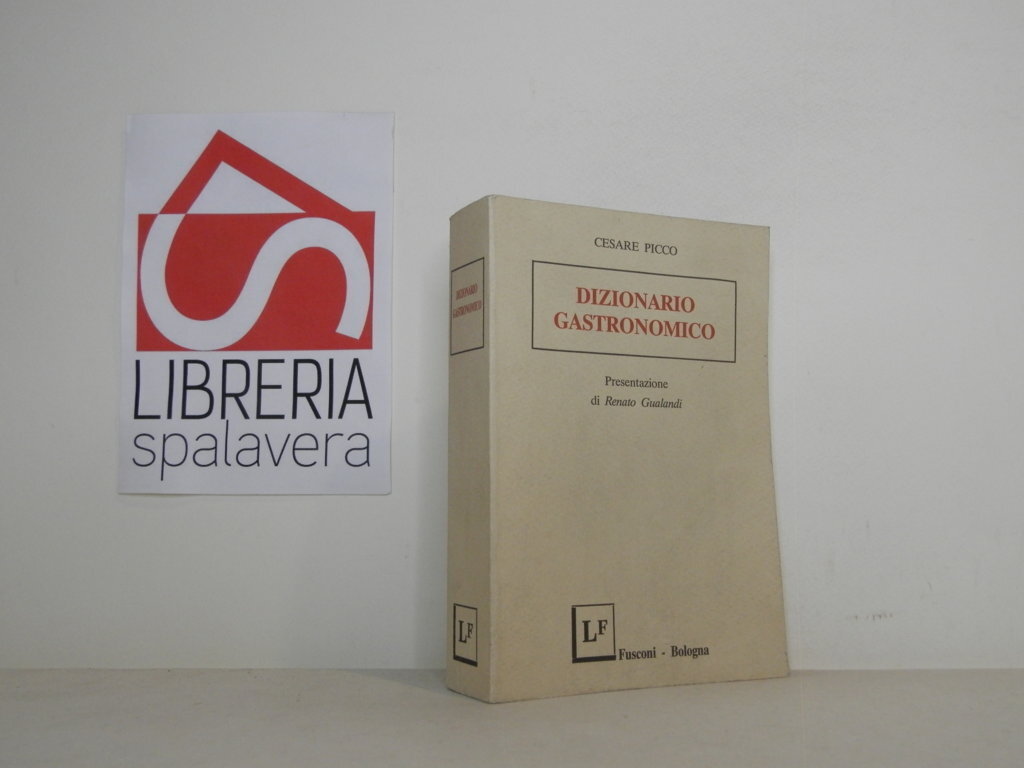 LIBRERIA
spalavera
DIZIONARIO
GASTRONOMICO
LF
CESARE PICCO
DIZIONARIO
GASTRONOMICO
Presentazione
di Renato Gualandi
LF
Fusconi - Bologna